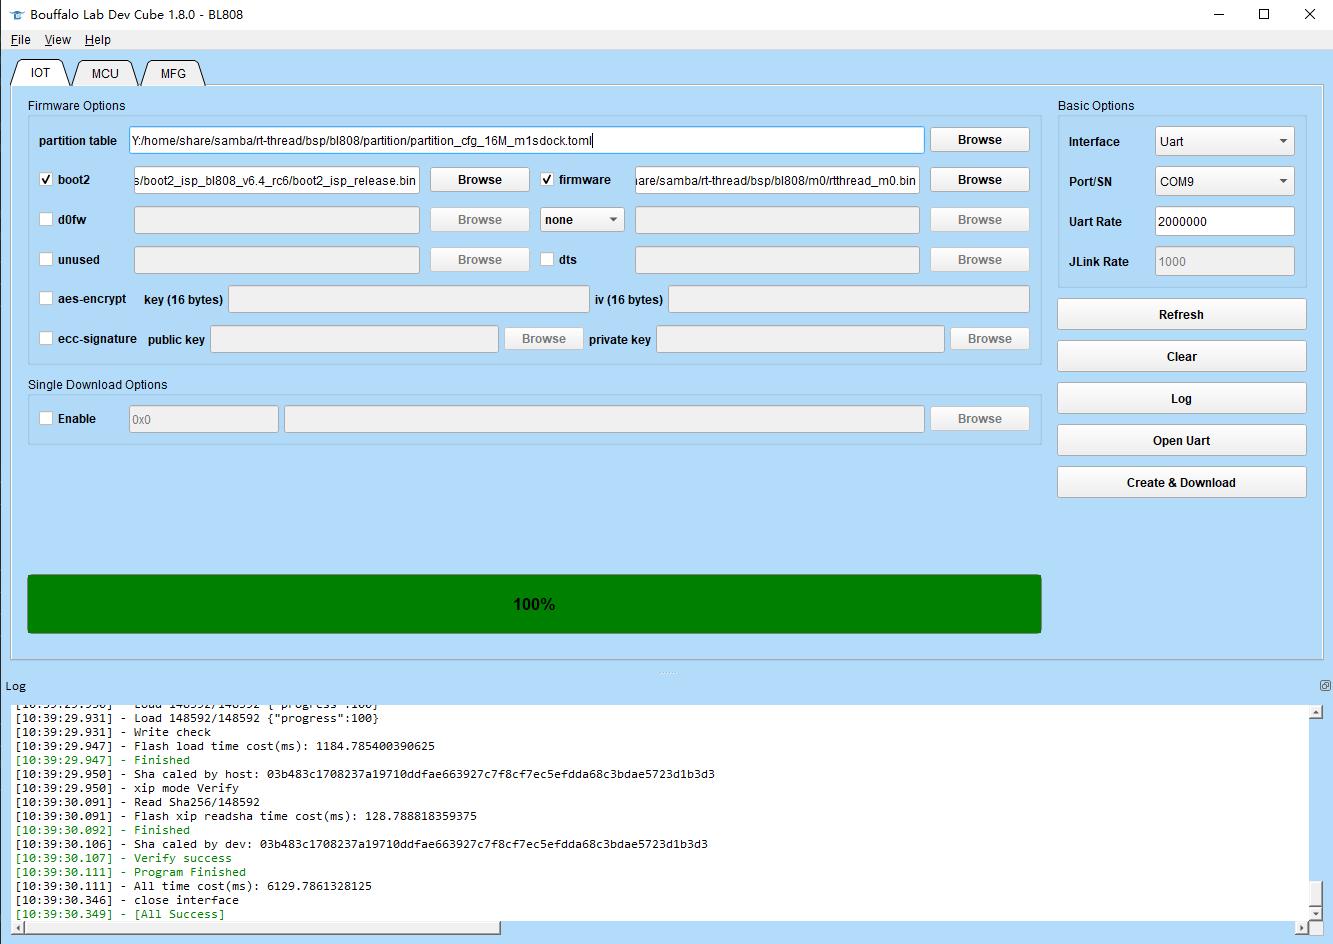 Bouffalo Lab Dev Cube 1.8.0 - BL808
File View Help
IOT MCU MFG
Firmware Options
partition table Y:/home/share/samba/rt-thread/bsp/bl808/partition/partition_cfg_16M_m1sdock.toml Browse
boot2 s/boot2_isp_bl808_v6.4_rc6/boot2_isp_release.bin Browse firmware are/samba/rt-thread/bsp/bl808/m0/rtthread_m0.bin Browse
d0fw Browse none Browse
unused Browse dts Browse
aes-encrypt key (16 bytes) iv (16 bytes)
ecc-signature public key Browse private key Browse
Single Download Options
Enable 0x0 Browse
Basic Options
Interface Uart
Port/SN COM9
Uart Rate 2000000
JLink Rate 1000
Refresh
Clear
Log
Open Uart
Create & Download
100%
Log
[10:39:29.931] - Load 148592/148592 {"progress":100}
[10:39:29.931] - Write check
[10:39:29.947] - Flash load time cost(ms): 1184.785400390625
[10:39:29.947] - Finished
[10:39:29.950] - Sha caled by host: 03b483c1708237a19710ddfae663927c7f8cf7ec5efdda68c3bdae5723d1b3d3
[10:39:29.950] - xip mode Verify
[10:39:30.091] - Read Sha256/148592
[10:39:30.091] - Flash xip readsha time cost(ms): 128.788818359375
[10:39:30.092] - Finished
[10:39:30.106] - Sha caled by dev: 03b483c1708237a19710ddfae663927c7f8cf7ec5efdda68c3bdae5723d1b3d3
[10:39:30.107] - Verify success
[10:39:30.111] - Program Finished
[10:39:30.111] - All time cost(ms): 6129.7861328125
[10:39:30.346] - close interface
[10:39:30.349] - [All Success]